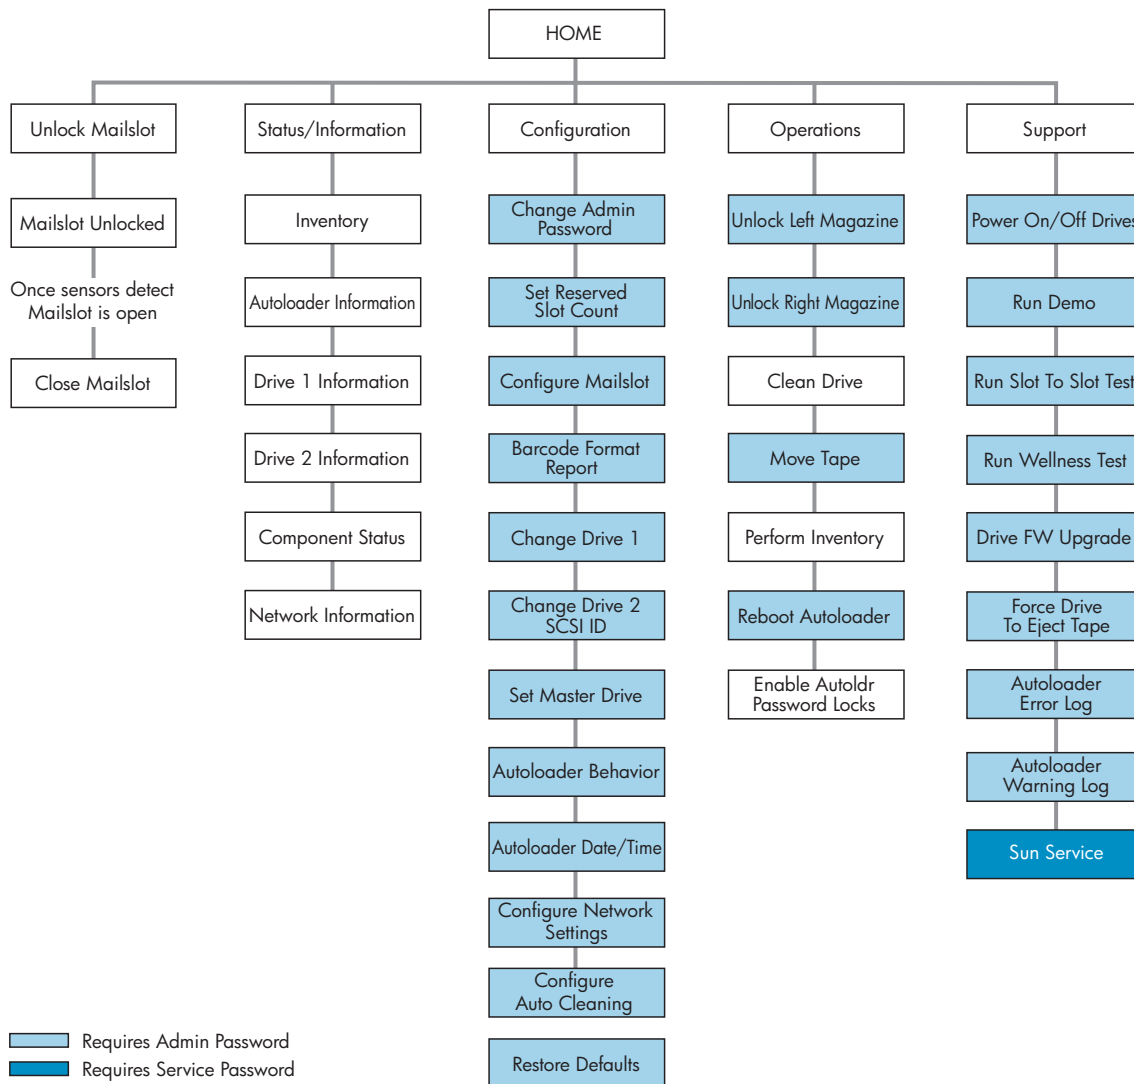 HOME
Unlock Mailslot
Mailslot Unlocked
Once sensors detect
Mailslot is open
Close Mailslot
Status/Information
Inventory
Autoloader Information
Drive 1 Information
Drive 2 Information
Component Status
Network Information
Configuration
Change Admin
Password
Set Reserved
Slot Count
Configure Mailslot
Barcode Format
Report
Change Drive 1
Change Drive 2
SCSI ID
Set Master Drive
Autoloader Behavior
Autoloader Date/Time
Configure Network
Settings
Configure
Auto Cleaning
Restore Defaults
Operations
Unlock Left Magazine
Unlock Right Magazine
Clean Drive
Move Tape
Perform Inventory
Reboot Autoloader
Enable Autoldr
Password Locks
Support
Power On/Off Drives
Run Demo
Run Slot To Slot Test
Run Wellness Test
Drive FW Upgrade
Force Drive
To Eject Tape
Autoloader
Error Log
Autoloader
Warning Log
Sun Service
Requires Admin Password
Requires Service Password